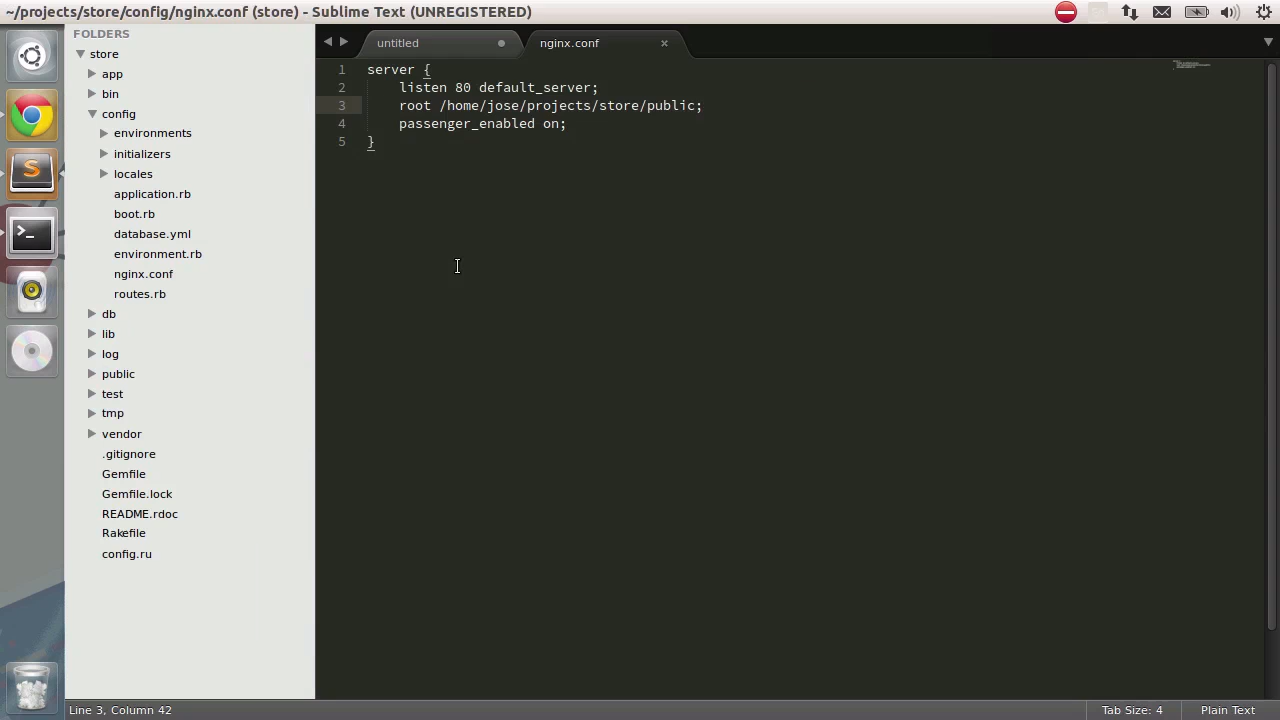 ~/projects/store/config/nginx.conf (store) - Sublime Text (UNREGISTERED)
FOLDERS
store
app
bin
config
environments
initializers
locales
application.rb
boot.rb
database.yml
environment.rb
nginx.conf
routes.rb
db
lib
log
public
test
tmp
vendor
.gitignore
Gemfile
Gemfile.lock
README.rdoc
Rakefile
config.ru
untitled
nginx.conf
1 server {
2 listen 80 default_server;
3 root /home/jose/projects/store/public;
4 passenger_enabled on;
5 }
Line 3, Column 42
Tab Size: 4
Plain Text